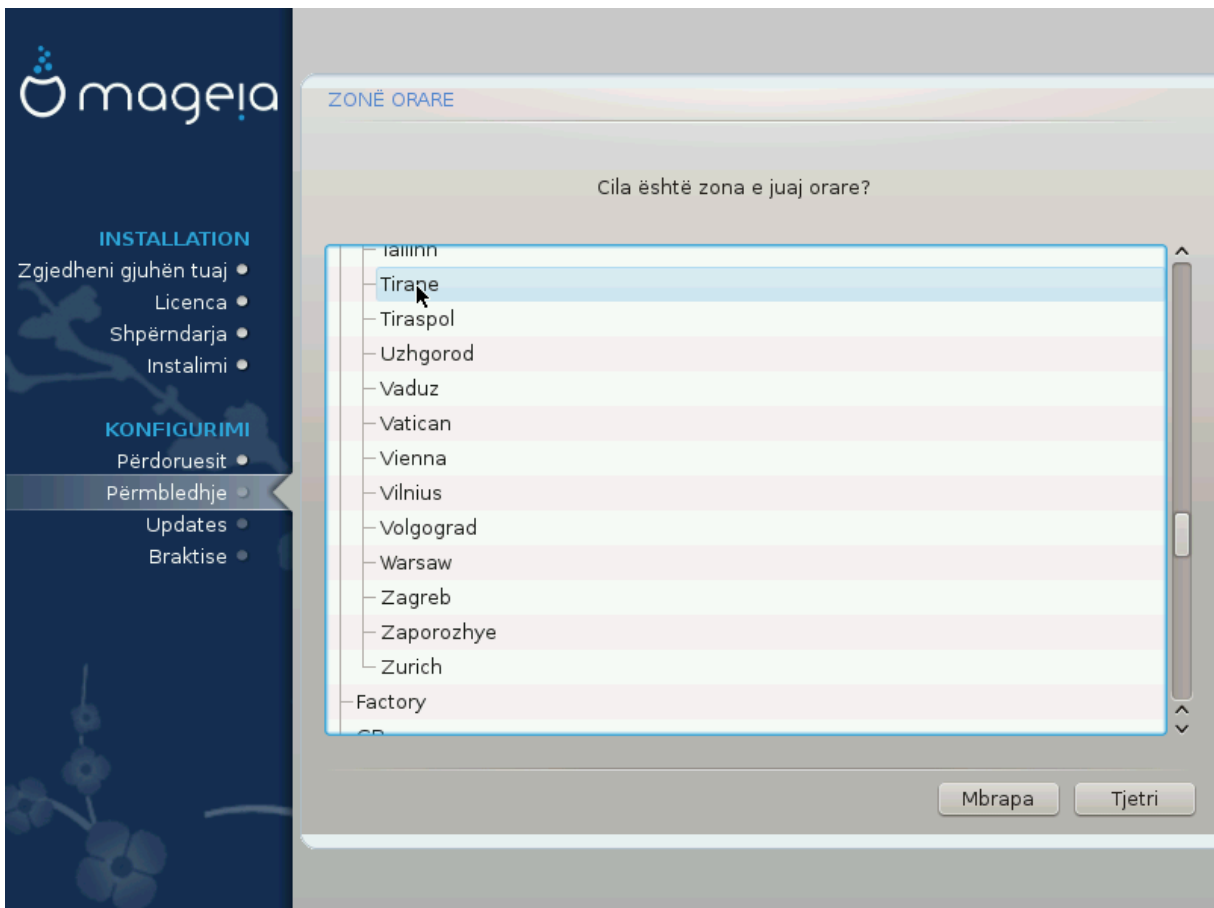 mageia
ZONË ORARE
Cila është zona e juaj orare?
INSTALLATION
Zgjedheni gjuhën tuaj
Licenca
Shpërndarja
Instalimi
KONFIGURIMI
Përdoruesit
Përmbledhje
Updates
Braktise
Tallinn
Tirane
Tiraspol
Uzhgorod
Vaduz
Vatican
Vienna
Vilnius
Volgograd
Warsaw
Zagreb
Zaporozhye
Zurich
Factory
Mbrapa
Tjetri